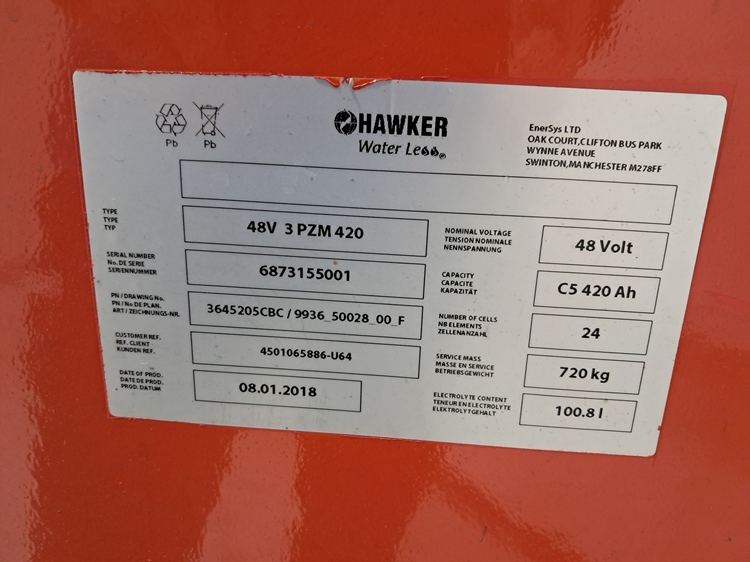 Pb
Pb
HAWKER
Water Less®
EnerSys LTD
OAK COURT,CLIFTON BUS PARK
WYNNE AVENUE
SWINTON,MANCHESTER M278FF
TYPE
TYPE
TYP
48V 3 PZM 420
SERIAL NUMBER
No. DE SERIE
SERIENNUMMER
6873155001
PN / DRAWING No.
PN / No DE PLAN.
ART / ZEICHNUNGS-NR.
3645205CBC / 9936_50028_00_F
CUSTOMER REF.
REF. CLIENT
KUNDEN REF.
4501065886-U64
DATE OF PROD.
DATE DE PROD.
PROD. DATUM
08.01.2018
NOMINAL VOLTAGE
TENSION NOMINALE
NENNSPANNUNG
48 Volt
CAPACITY
CAPACITE
KAPAZITÄT
C5 420 Ah
NUMBER OF CELLS
NB ELEMENTS
ZELLENANZAHL
24
SERVICE MASS
MASSE EN SERVICE
BETRIEBSGEWICHT
720 kg
ELECTROLYTE CONTENT
TENEUR EN ELECTROLYTE
ELEKTROLYTGEHALT
100.8 l